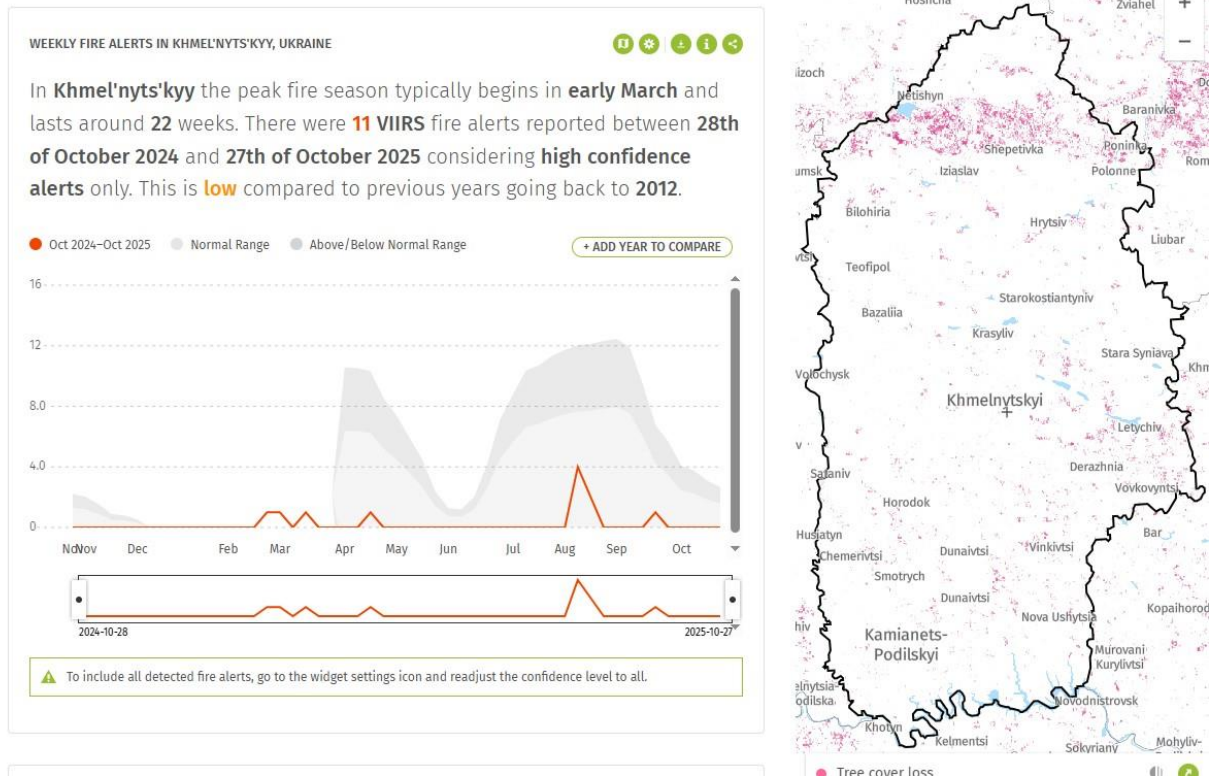 WEEKLY FIRE ALERTS IN KHMEL'NYTS'KYY, UKRAINE
In Khmel'nyts'kyy the peak fire season typically begins in early March and
lasts around 22 weeks. There were 11 VIIRS fire alerts reported between 28th
of October 2024 and 27th of October 2025 considering high confidence
alerts only. This is low compared to previous years going back to 2012.
Oct 2024–Oct 2025 Normal Range Above/Below Normal Range
+ ADD YEAR TO COMPARE
16
12
8.0
4.0
0
Nov Dec Feb Mar Apr May Jun Jul Aug Sep Oct
2024-10-28 2025-10-27
To include all detected fire alerts, go to the widget settings icon and readjust the confidence level to all.
Zviahel
+
−
Netishyn
Baranivka
Shepetivka
Poninka
Iziaslav
Polonne
Bilohiria
Hrytsiv
Liubar
Teofipol
Starokostiantyniv
Bazaliia
Krasyliv
Stara Syniava
Volochysk
Khmelnytskyi
Letychiv
Sataniv
Derazhnia
Vovkovyntsi
Horodok
Husiatyn
Bar
Chemerivtsi
Dunaivtsi
Vinkivtsi
Smotrych
Dunaivtsi
Nova Ushytsia
Kamianets-
Podilskyi
Murovani
Kurylivtsi
Novodnistrovsk
Khotyn
Kelmentsi
Sokyriany
Tree cover loss